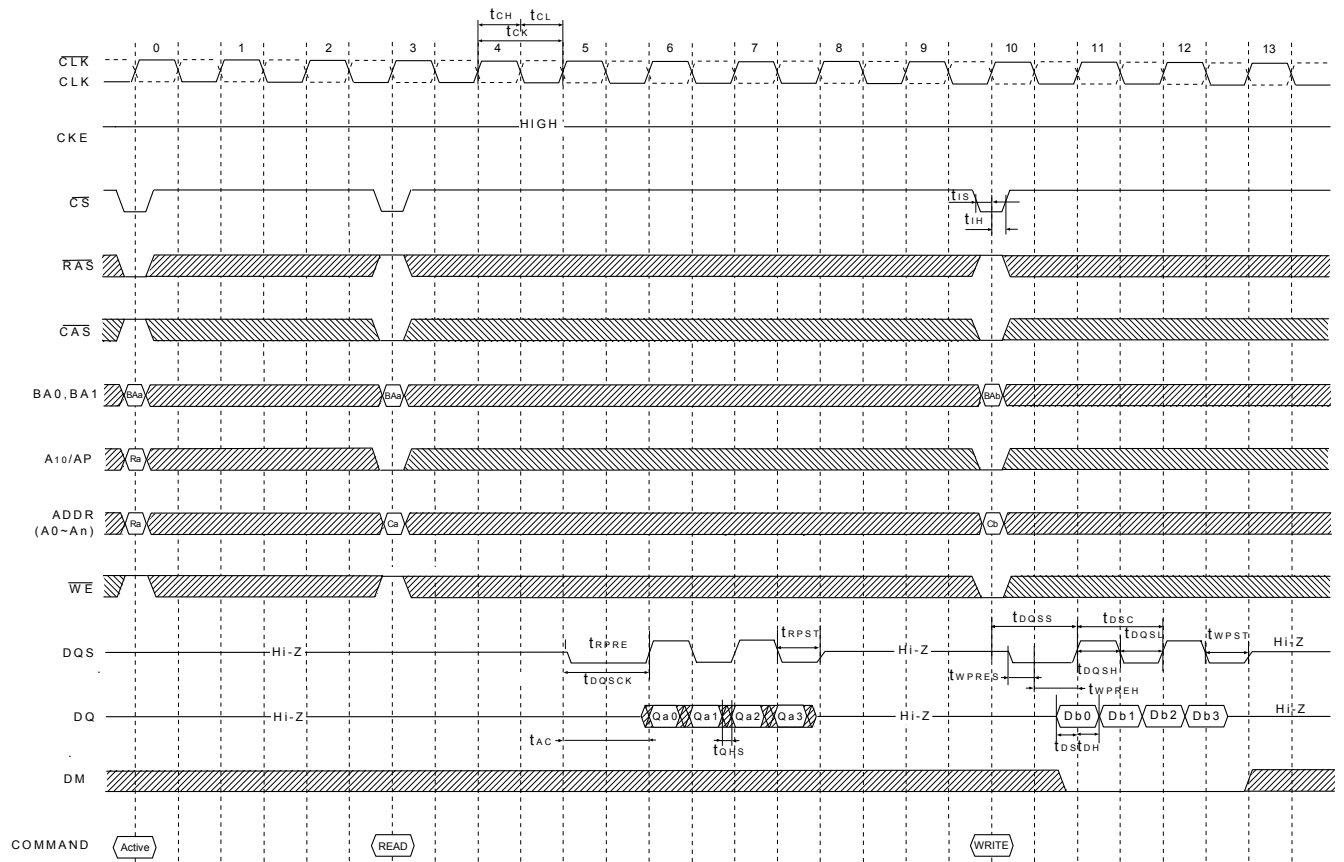 tCH tCL
tCK
0 1 2 3 4 5 6 7 8 9 10 11 12 13
CLK
CLK
CKE HIGH
CS tIS
tIH
RAS
CAS
BA0,BA1 BAa BAa BAb
A10/AP Ra
ADDR
(A0~An) Ra Ca Cb
WE
tDQSS tDSC
tRPRE tRPST tDQSL tWPST
DQS Hi-Z Hi-Z Hi-Z
tDQSCK tWPRES tDQSH
tWPREH
DQ Hi-Z Qa0 Qa1 Qa2 Qa3 Hi-Z Db0 Db1 Db2 Db3 Hi-Z
tAC tQHS tDS tDH
DM
COMMAND Active READ WRITE